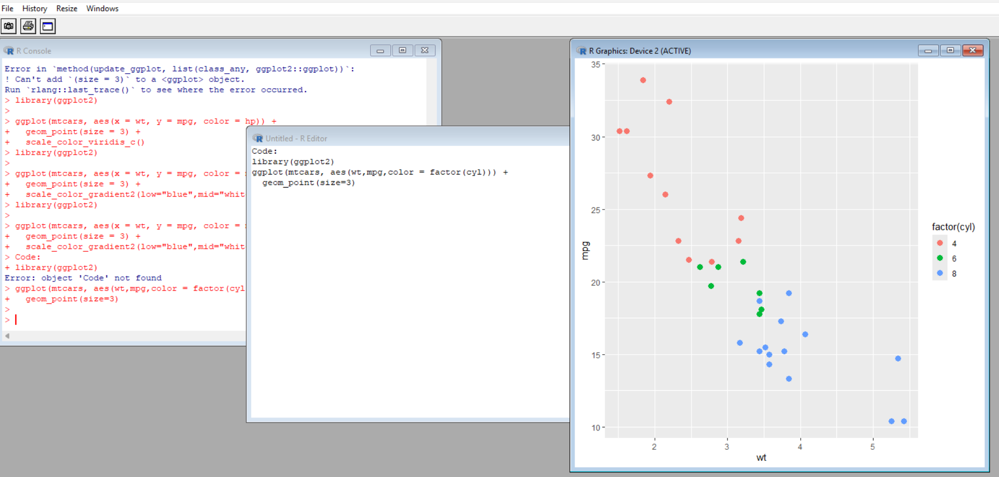 File History Resize Windows
R Console
Error in `method(update_ggplot, list(class_any, ggplot2::ggplot))`:
! Can't add `(size = 3)` to a <ggplot> object.
Run `rlang::last_trace()` to see where the error occurred.
> library(ggplot2)
>
> ggplot(mtcars, aes(x = wt, y = mpg, color = hp)) +
+   geom_point(size = 3) +
+   scale_color_viridis_c()
> library(ggplot2)
>
> ggplot(mtcars, aes(x = wt, y = mpg, color =
+   geom_point(size = 3) +
+   scale_color_gradient2(low="blue",mid="whit
> library(ggplot2)
>
> ggplot(mtcars, aes(x = wt, y = mpg, color =
+   geom_point(size = 3) +
+   scale_color_gradient2(low="blue",mid="whit
> Code:
+ library(ggplot2)
Error: object 'Code' not found
> ggplot(mtcars, aes(wt,mpg,color = factor(cyl
+   geom_point(size=3)
>
>
Untitled - R Editor
Code:
library(ggplot2)
ggplot(mtcars, aes(wt,mpg,color = factor(cyl))) +
  geom_point(size=3)
R Graphics: Device 2 (ACTIVE)
35
30
25
20
15
10
mpg
2 3 4 5
wt
factor(cyl)
4
6
8